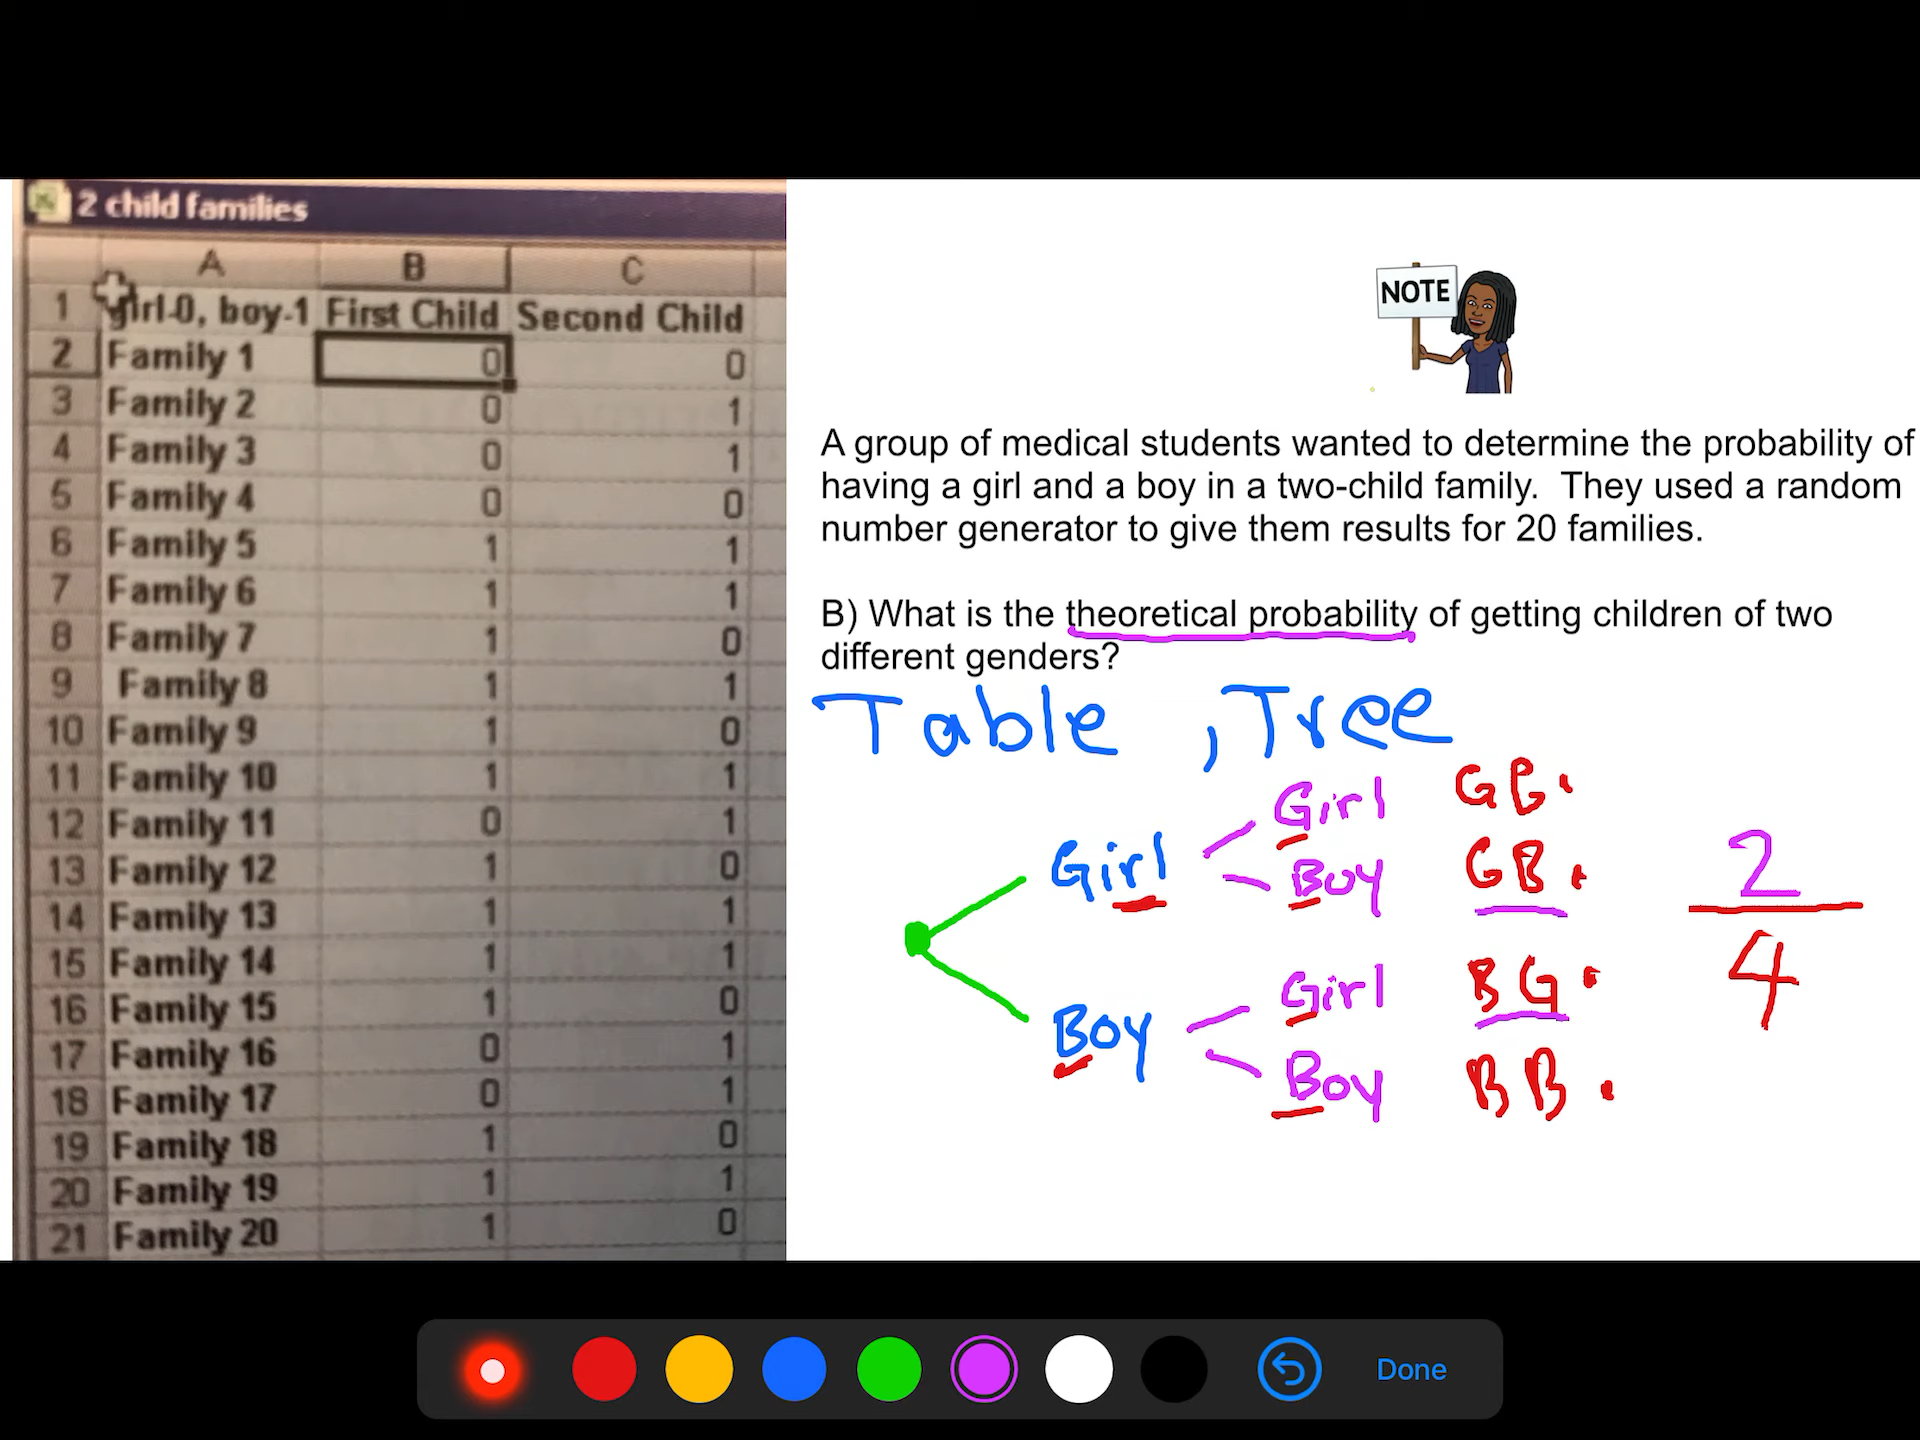 2 child families
A B C
1 girl-0, boy-1 First Child Second Child
2 Family 1 0 0
3 Family 2 0 1
4 Family 3 0 1
5 Family 4 0 0
6 Family 5 1 1
7 Family 6 1 1
8 Family 7 1 0
9 Family 8 1 1
10 Family 9 1 0
11 Family 10 1 1
12 Family 11 0 1
13 Family 12 1 0
14 Family 13 1 1
15 Family 14 1 1
16 Family 15 1 0
17 Family 16 0 1
18 Family 17 0 1
19 Family 18 1 0
20 Family 19 1 1
21 Family 20 1 0
NOTE
A group of medical students wanted to determine the probability of
having a girl and a boy in a two-child family. They used a random
number generator to give them results for 20 families.
B) What is the theoretical probability of getting children of two
different genders?
Table , Tree
Girl
Girl GG
Boy GB
Boy
Girl BG
Boy BB
2
4
Done